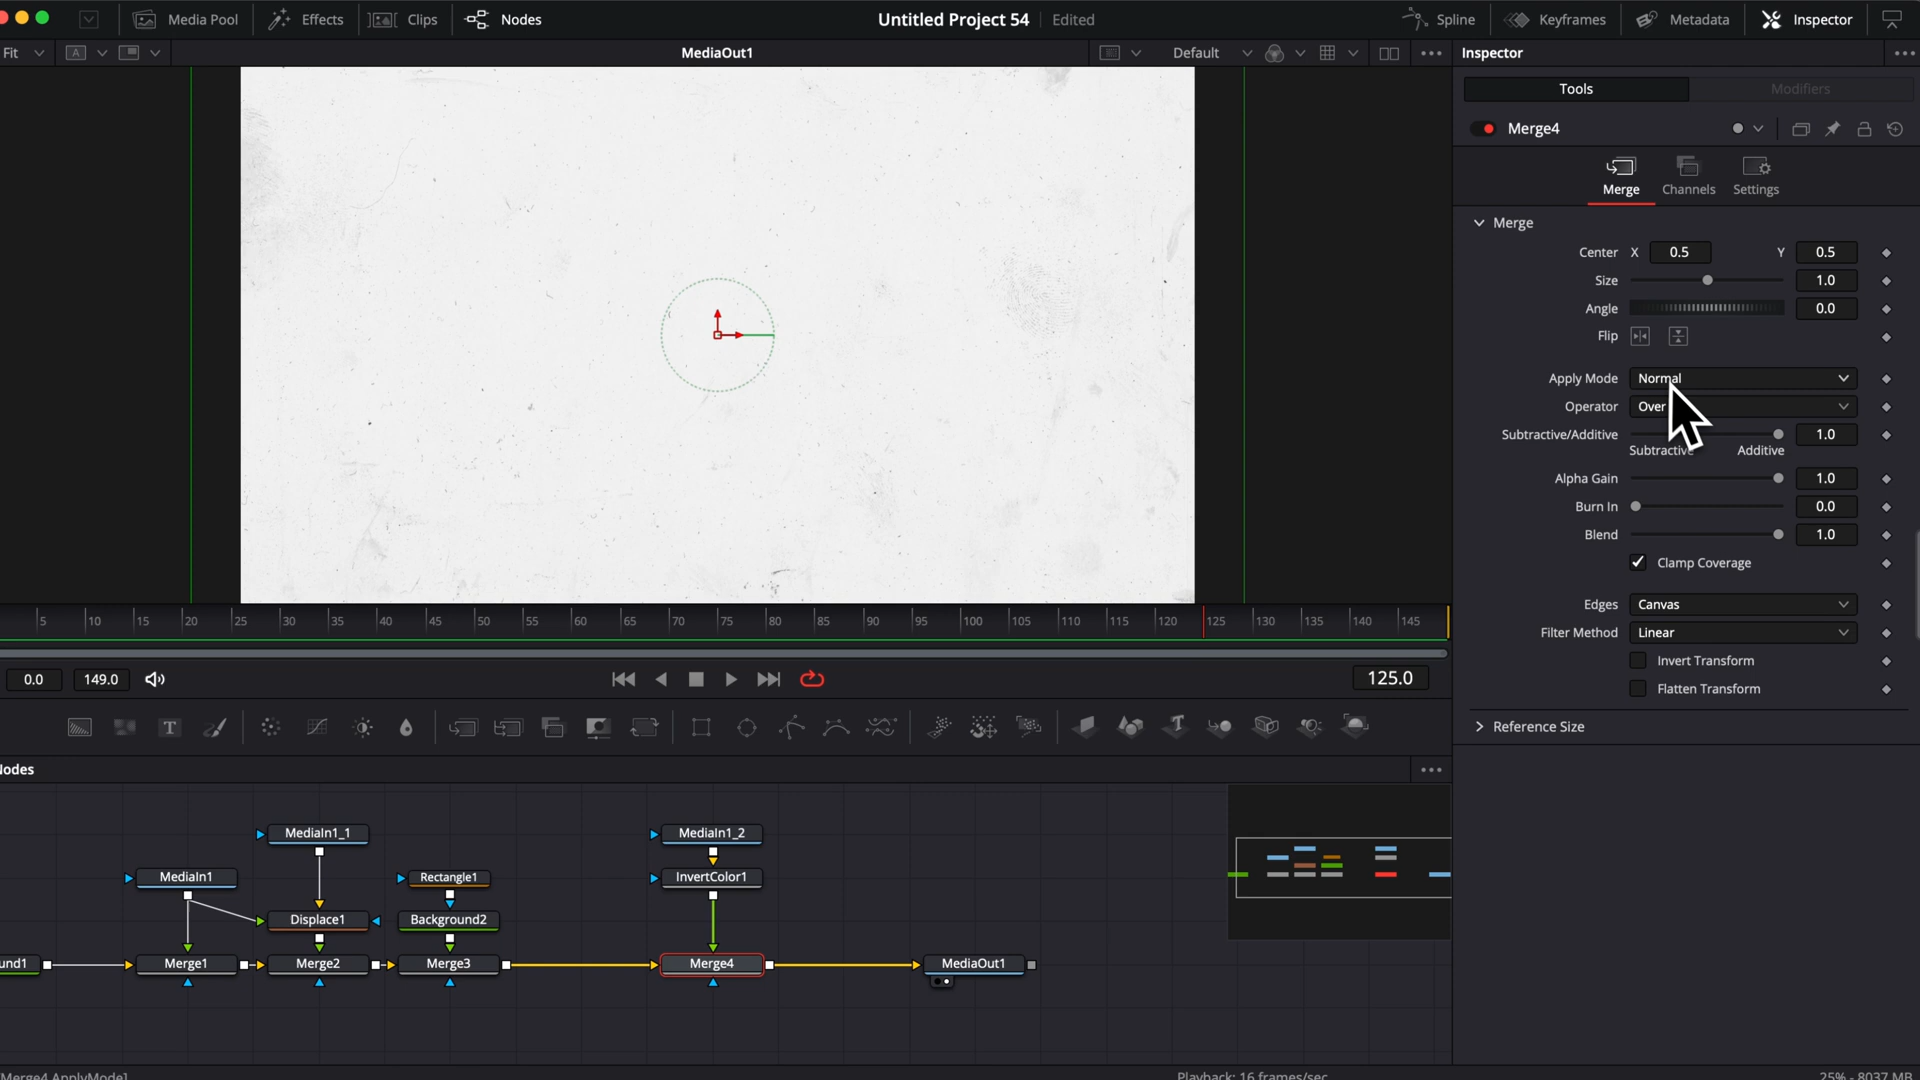 Media Pool Effects Clips Nodes Untitled Project 54 Edited Spline Keyframes Metadata Inspector
Fit A MediaOut1 Default Inspector
Tools Modifiers
Merge4
Merge Channels Settings
Merge
Center X 0.5 Y 0.5
Size 1.0
Angle 0.0
Flip
Apply Mode Normal
Operator Over
Subtractive/Additive 1.0
Subtractive Additive
Alpha Gain 1.0
Burn In 0.0
Blend 1.0
Clamp Coverage
Edges Canvas
Filter Method Linear
Invert Transform
Flatten Transform
Reference Size
5 10 15 20 25 30 35 40 45 50 55 60 65 70 75 80 85 90 95 100 105 110 115 120 125 130 135 140 145
0.0 149.0 125.0
T T
Nodes
MediaIn1_1 MediaIn1_2
MediaIn1 Rectangle1 InvertColor1
Displace1 Background2
und1 Merge1 Merge2 Merge3 Merge4 MediaOut1
Merge4 ApplyMode] Playback: 16 frames/sec 25% - 8037 MB